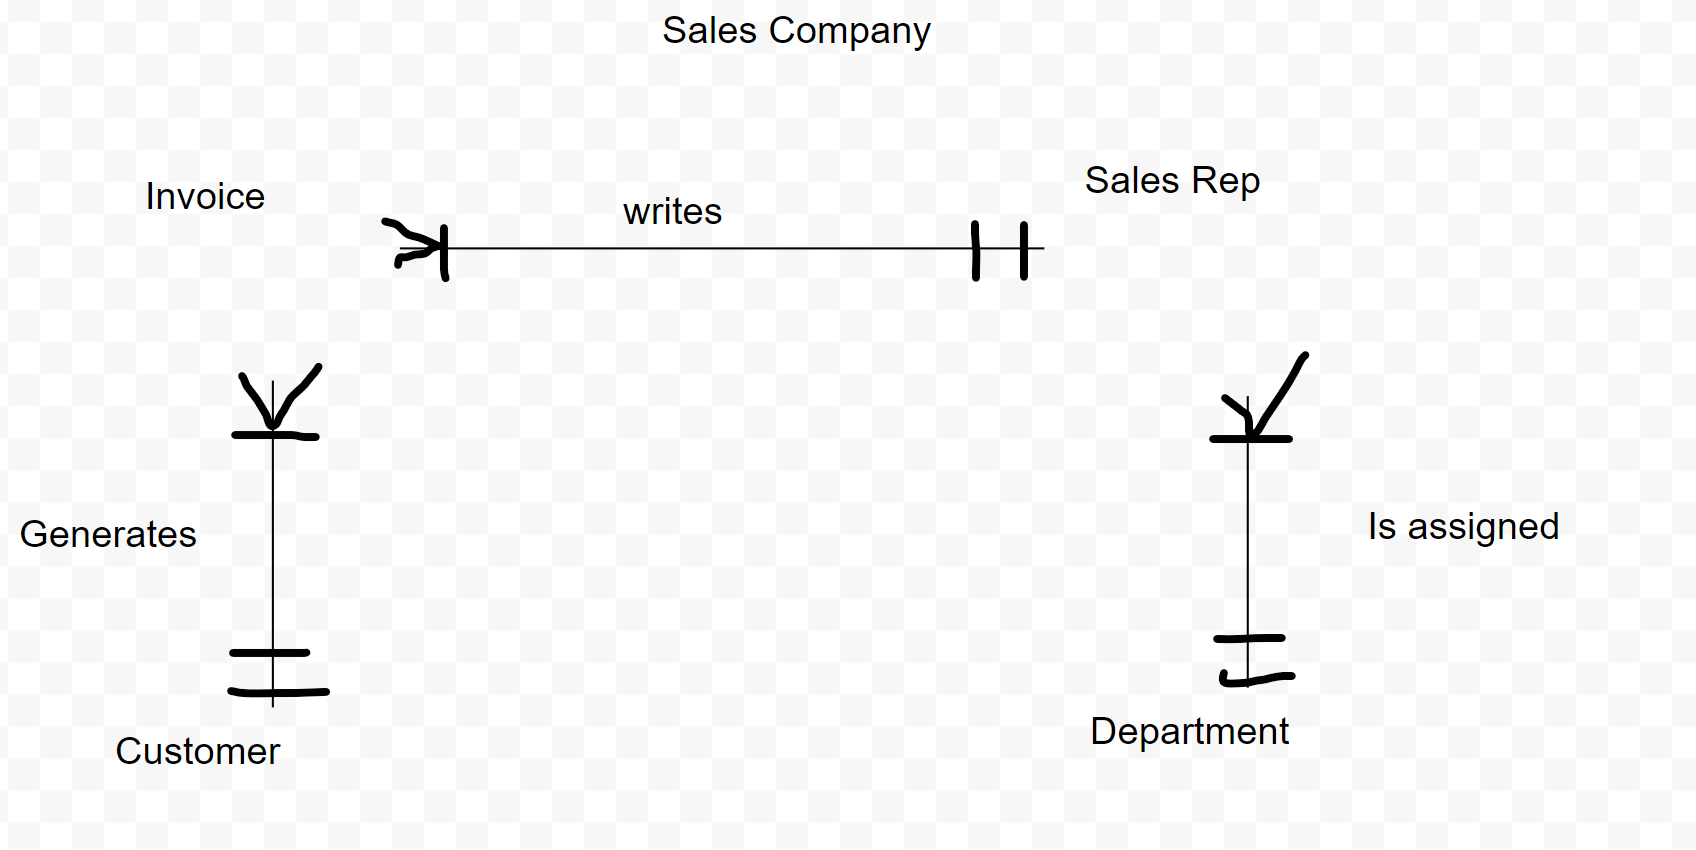 Sales Company
Invoice
writes
Sales Rep
Generates
Is assigned
Customer
Department